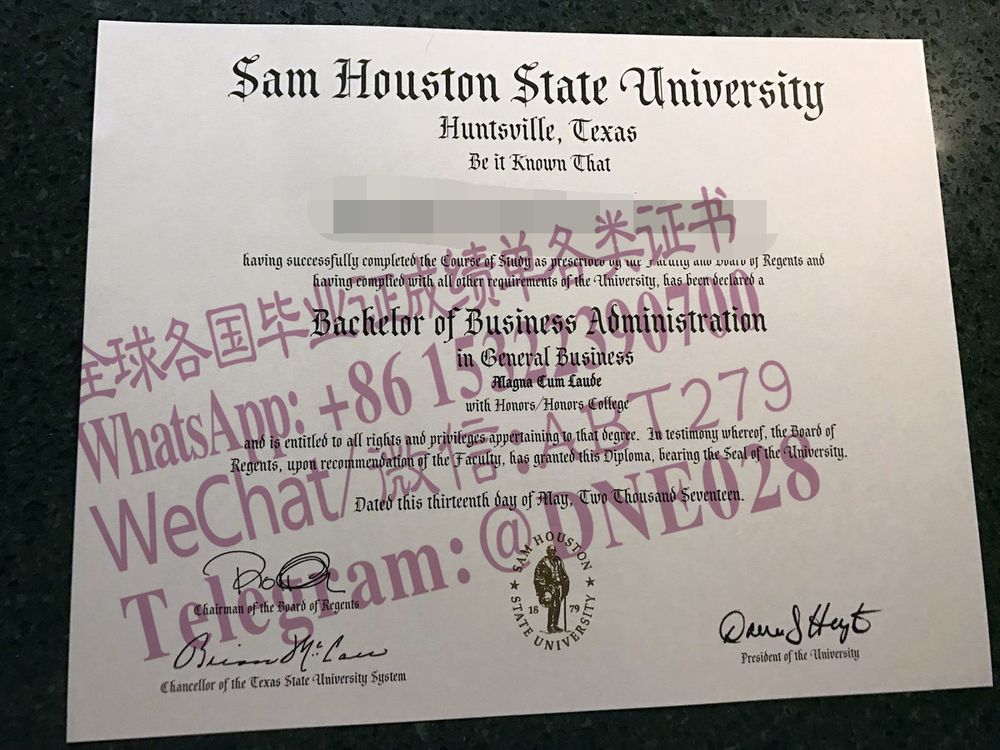 Sam Houston State University
Huntsville, Texas
Be it Known That
having successfully completed the Course of Study as prescribed by the Faculty and Board of Regents and
having complied with all other requirements of the University, has been declared a
Bachelor of Business Administration
in General Business
Magna Cum Laude
with Honors/Honors College
and is entitled to all rights and privileges appertaining to that degree. In testimony whereof, the Board of
Regents, upon recommendation of the Faculty, has granted this Diploma, bearing the Seal of the University.
Dated this thirteenth day of May, Two Thousand Seventeen.
全球各国毕业证成绩单各类证书
WhatsApp: +86 15322390700
WeChat/微信:ART279
Telegram:@DNE028
SAM HOUSTON
STATE UNIVERSITY
18 79
Chairman of the Board of Regents
Brian McCall
Chancellor of the Texas State University System
President of the University